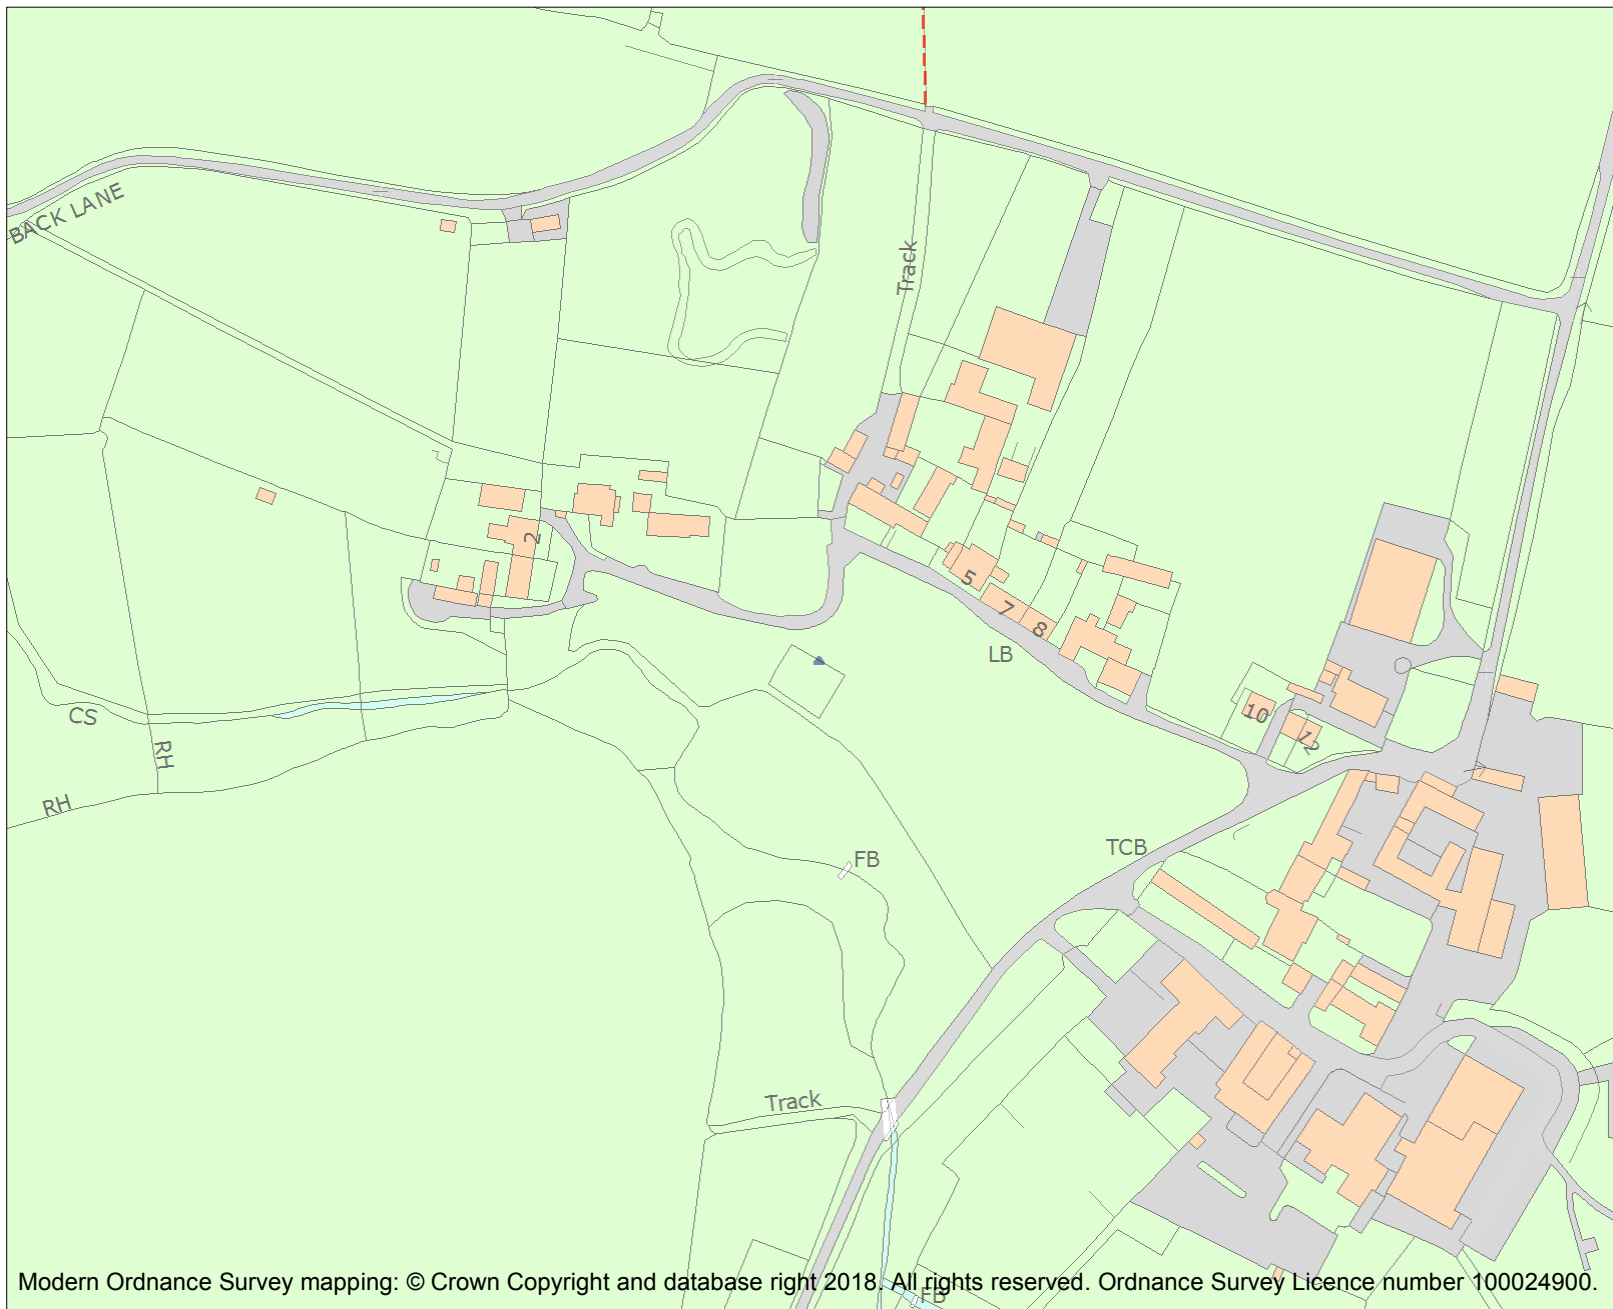 BACK LANE
Track
2
5
7
8
LB
10
12
CS
RH
RH
FB
TCB
Track
FB
Modern Ordnance Survey mapping: © Crown Copyright and database right 2018. All rights reserved. Ordnance Survey Licence number 100024900.